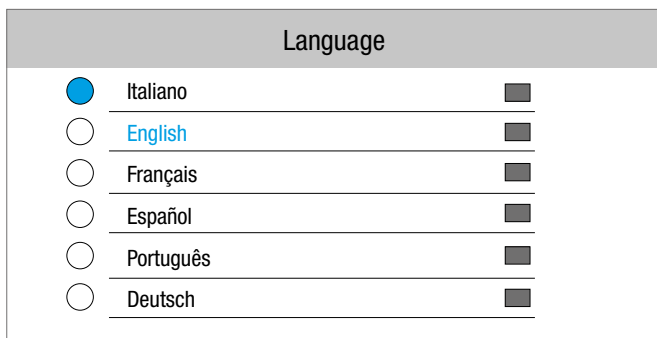 Language
Italiano
English
Français
Español
Português
Deutsch